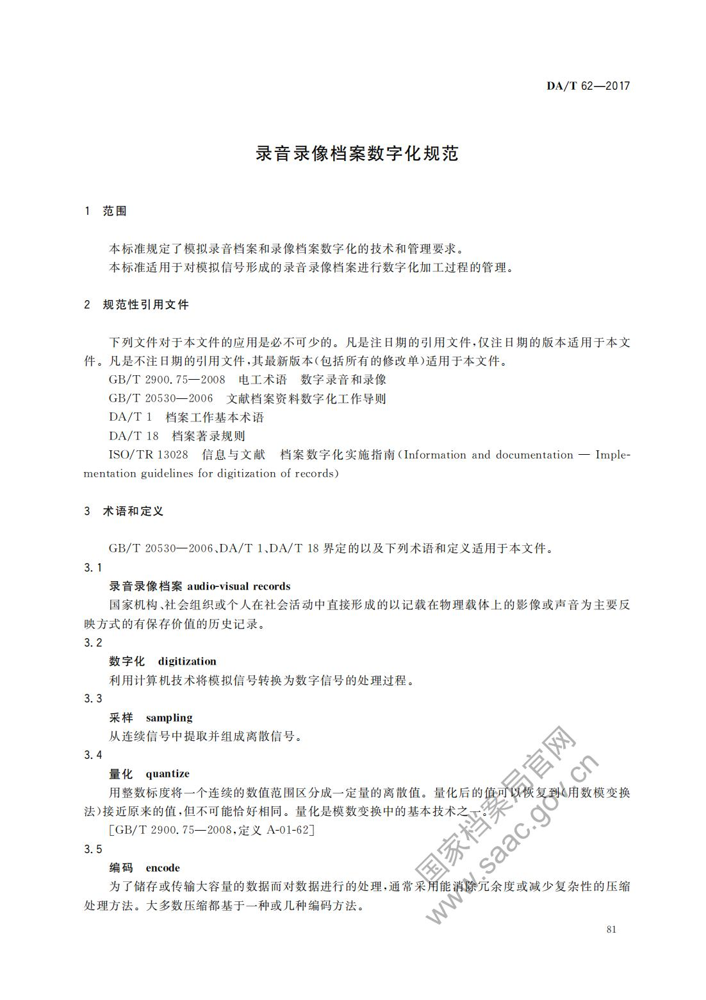 DA/T 62—2017
录音录像档案数字化规范
1 范围
本标准规定了模拟录音档案和录像档案数字化的技术和管理要求。
本标准适用于对模拟信号形成的录音录像档案进行数字化加工过程的管理。
2 规范性引用文件
下列文件对于本文件的应用是必不可少的。凡是注日期的引用文件,仅注日期的版本适用于本文
件。凡是不注日期的引用文件,其最新版本(包括所有的修改单)适用于本文件。
GB/T 2900.75—2008 电工术语 数字录音和录像
GB/T 20530—2006 文献档案资料数字化工作导则
DA/T 1 档案工作基本术语
DA/T 18 档案著录规则
ISO/TR 13028 信息与文献 档案数字化实施指南(Information and documentation — Imple-
mentation guidelines for digitization of records)
3 术语和定义
GB/T 20530—2006、DA/T 1、DA/T 18 界定的以及下列术语和定义适用于本文件。
3.1
录音录像档案 audio-visual records
国家机构、社会组织或个人在社会活动中直接形成的以记载在物理载体上的影像或声音为主要反
映方式的有保存价值的历史记录。
3.2
数字化 digitization
利用计算机技术将模拟信号转换为数字信号的处理过程。
3.3
采样 sampling
从连续信号中提取并组成离散信号。
3.4
量化 quantize
用整数标度将一个连续的数值范围区分成一定量的离散值。量化后的值可以恢复到(用数模变换
法)接近原来的值,但不可能恰好相同。量化是模数变换中的基本技术之一。
[GB/T 2900.75—2008,定义 A-01-62]
3.5
编码 encode
为了储存或传输大容量的数据而对数据进行的处理,通常采用能消除冗余度或减少复杂性的压缩
处理方法。大多数压缩都基于一种或几种编码方法。
国家档案局官网
www.saac.gov.cn
81